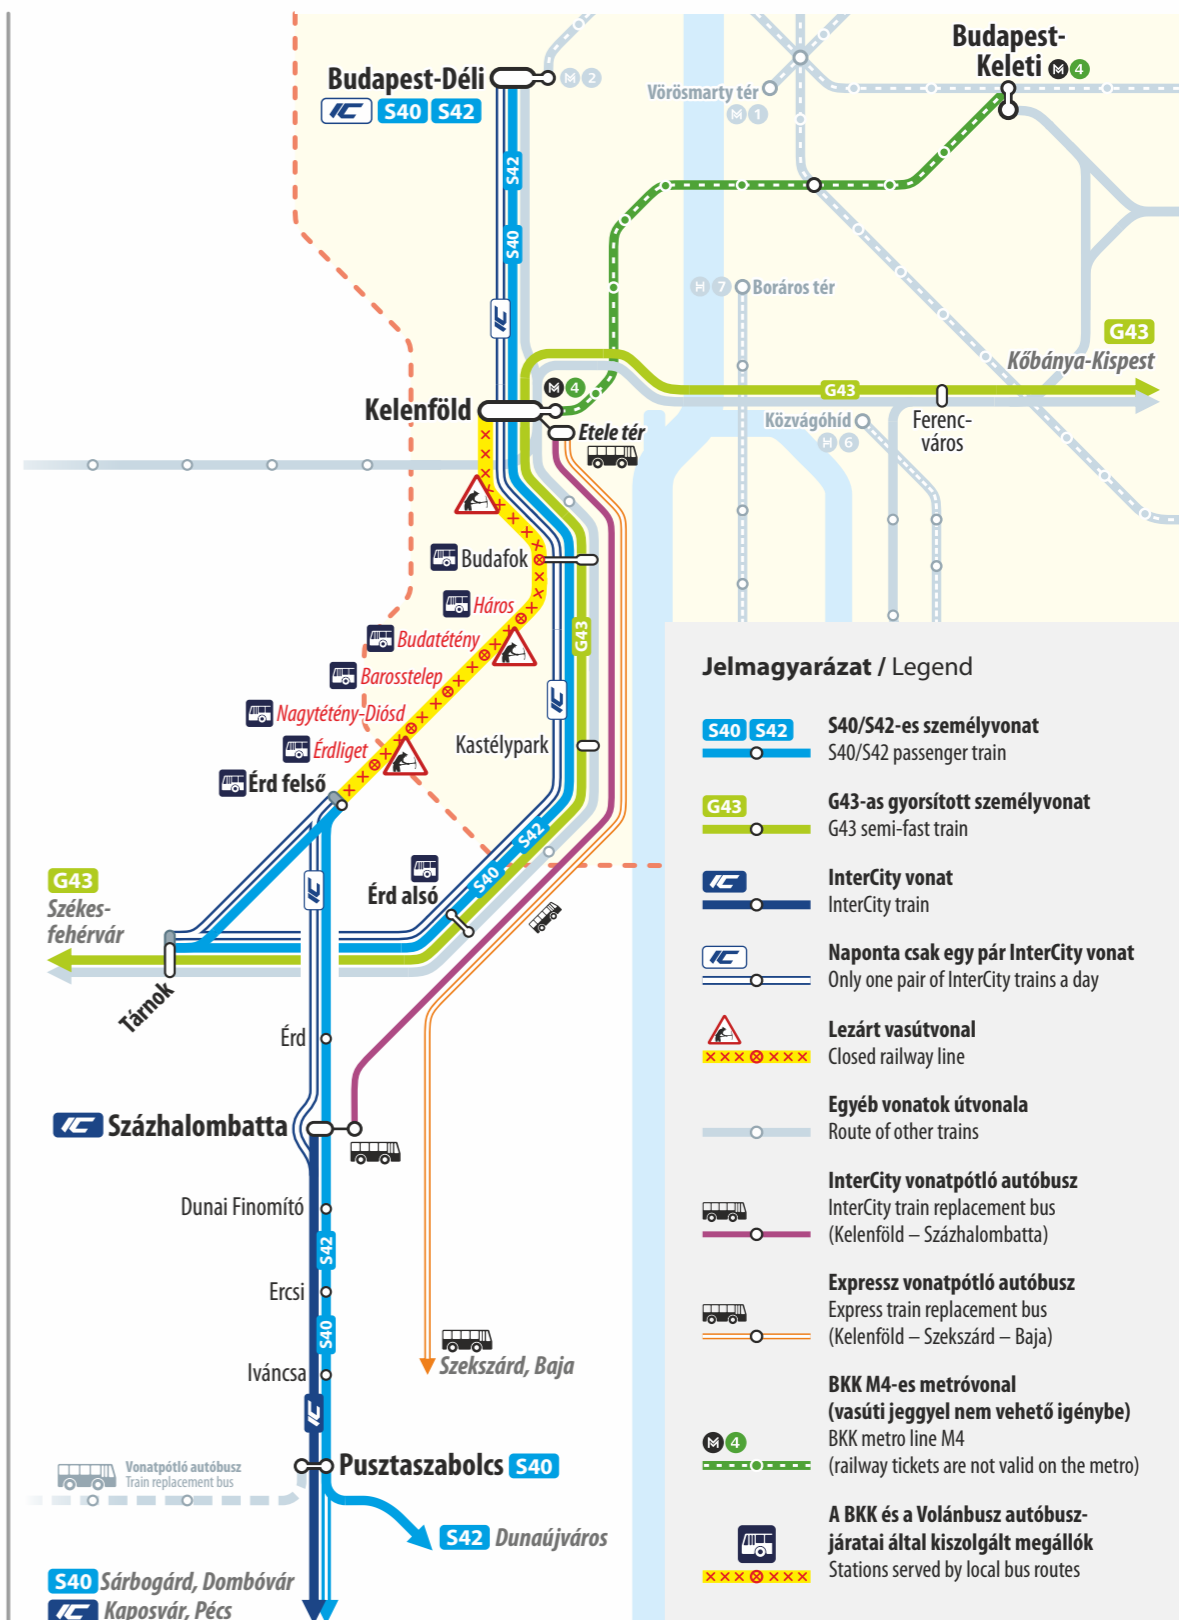 Budapest-Déli
M 2
IC S40 S42
Vörösmarty tér
M 1
Budapest-
Keleti M 4
S42
S40
IC
H 7 Boráros tér
G43
Kőbánya-Kispest
M 4
G43
Kelenföld
Etele tér
Közvágóhíd
H 6
Ferenc-
város
Budafok
Háros
Budatétény
G43
Barosstelep
IC
Nagytétény-Diósd
Kastélypark
Érdliget
Érd felső
S42
S40
Érd alsó
IC
G43
Székes-
fehérvár
Tárnok
Érd
IC Százhalombatta
Dunai Finomító
S42
Ercsi
S40
Iváncsa
Szekszárd, Baja
IC
Vonatpótló autóbusz
Train replacement bus
Pusztaszabolcs S40
S42 Dunaújváros
S40 Sárbogárd, Dombóvár
IC Kaposvár, Pécs
Jelmagyarázat / Legend
S40 S42 S40/S42-es személyvonat
S40/S42 passenger train
G43 G43-as gyorsított személyvonat
G43 semi-fast train
IC InterCity vonat
InterCity train
IC Naponta csak egy pár InterCity vonat
Only one pair of InterCity trains a day
Lezárt vasútvonal
Closed railway line
Egyéb vonatok útvonala
Route of other trains
InterCity vonatpótló autóbusz
InterCity train replacement bus
(Kelenföld – Százhalombatta)
Expressz vonatpótló autóbusz
Express train replacement bus
(Kelenföld – Szekszárd – Baja)
BKK M4-es metróvonal
(vasúti jeggyel nem vehető igénybe)
M 4 BKK metro line M4
(railway tickets are not valid on the metro)
A BKK és a Volánbusz autóbusz-
járatai által kiszolgált megállók
Stations served by local bus routes